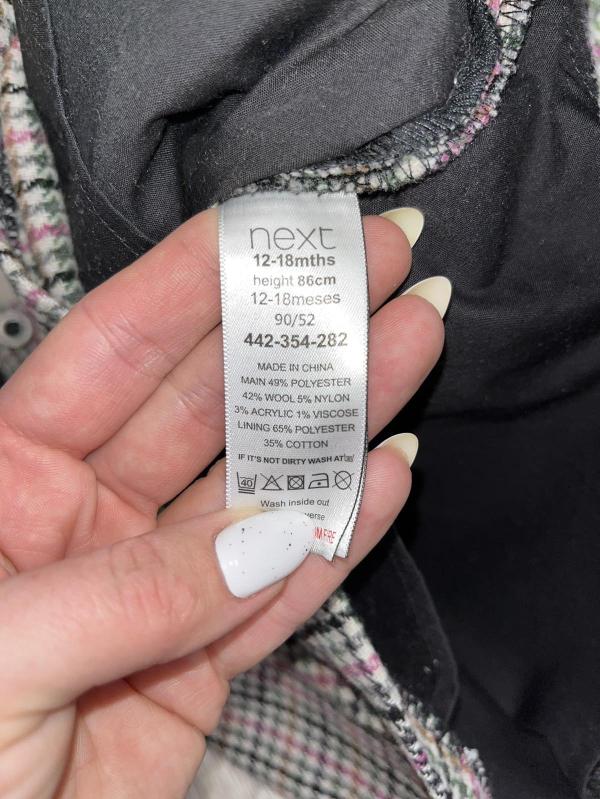 next
12-18mths
height 86cm
12-18meses
90/52
442-354-282
MADE IN CHINA
MAIN 49% POLYESTER
42% WOOL 5% NYLON
3% ACRYLIC 1% VISCOSE
LINING 65% POLYESTER
35% COTTON
IF IT'S NOT DIRTY WASH AT
40
Wash inside out